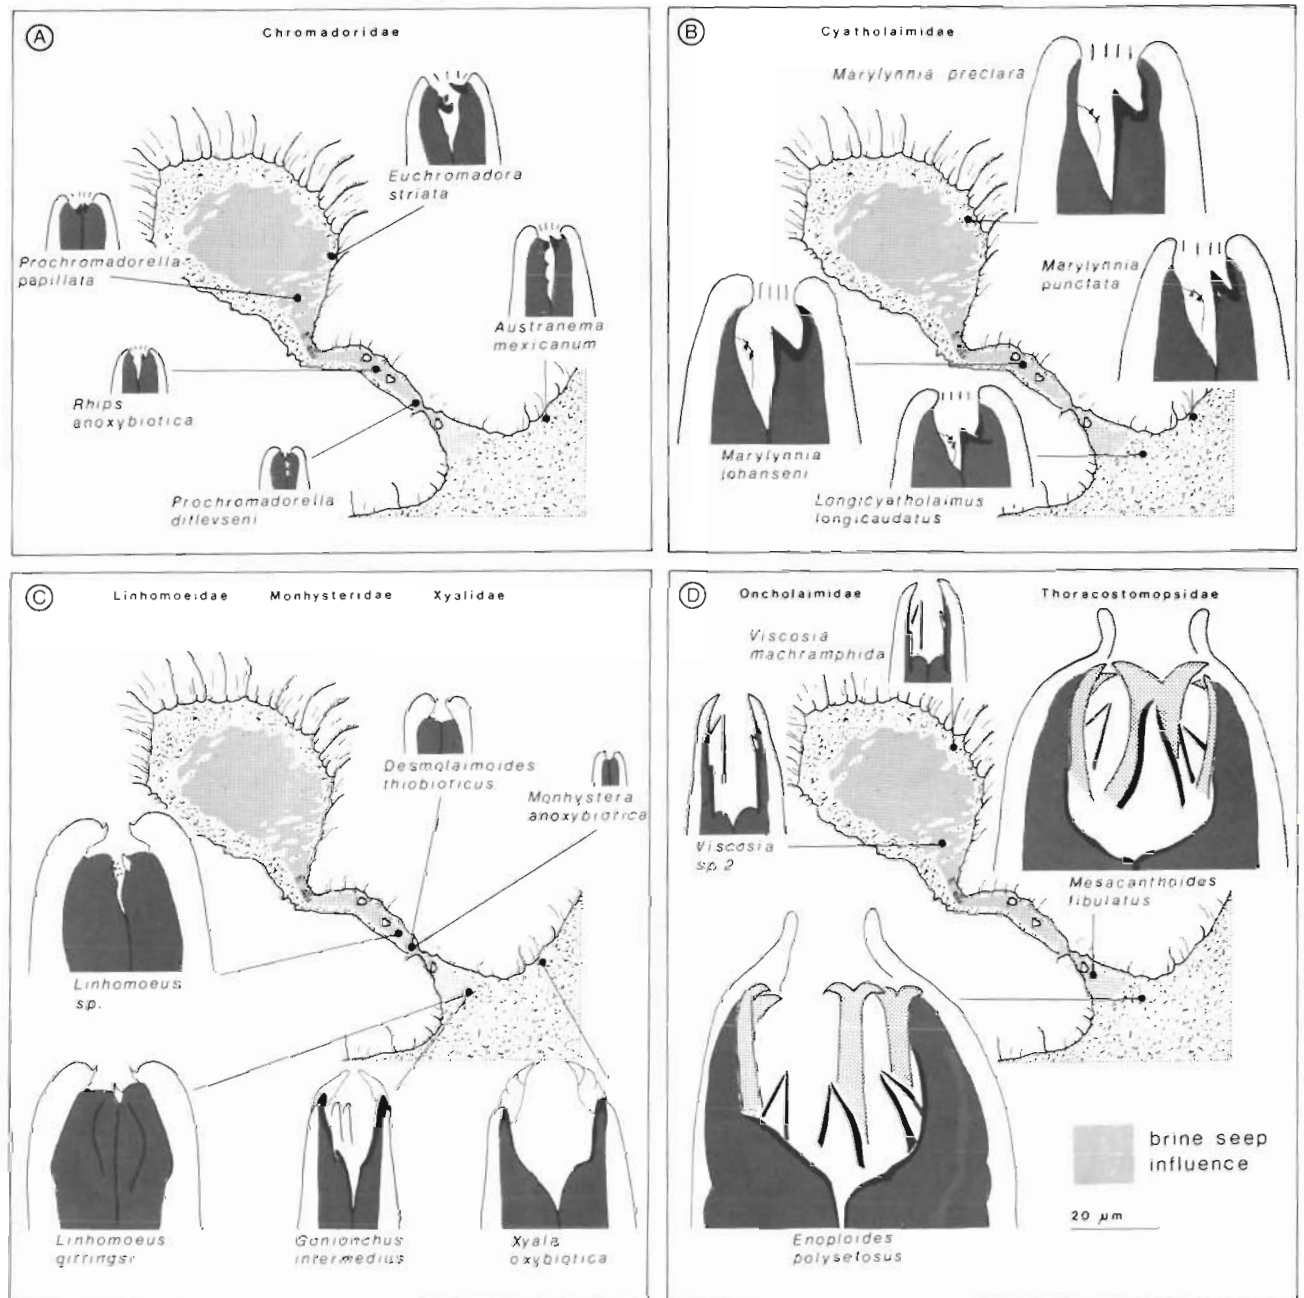 A
Chromadoridae
Euchromadora
striata
Prochromadorella
papillata
Austranema
mexicanum
Rhips
anoxybiotica
Prochromadorella
ditlevseni
B
Cyatholaimidae
Marylynnia preclara
Marylynnia
punctata
Marylynnia
johanseni
Longicyatholaimus
longicaudatus
C
Linhomoeidae Monhysteridae Xyalidae
Desmolaimoides
thiobioticus
Monhystera
anoxybiotica
Linhomoeus
sp.
Linhomoeus
gittingsi
Gonionchus
intermedius
Xyala
oxybiotica
D
Oncholaimidae Thoracostomopsidae
Viscosia
machramphida
Viscosia
sp.2
Mesacanthoides
fibulatus
Enoploides
polysetosus
brine seep
influence
20 µm